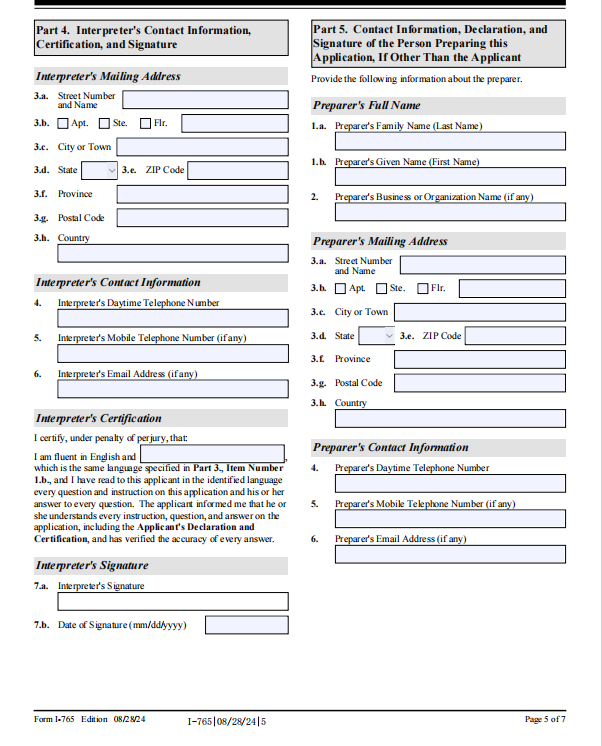 Part 4. Interpreter's Contact Information,
Certification, and Signature
Interpreter's Mailing Address
3.a. Street Number
and Name
3.b. Apt. Ste. Flr.
3.c. City or Town
3.d. State 3.e. ZIP Code
3.f. Province
3.g. Postal Code
3.h. Country
Interpreter's Contact Information
4. Interpreter's Daytime Telephone Number
5. Interpreter's Mobile Telephone Number (if any)
6. Interpreter's Email Address (if any)
Interpreter's Certification
I certify, under penalty of perjury, that:
I am fluent in English and ,
which is the same language specified in Part 3., Item Number
1.b., and I have read to this applicant in the identified language
every question and instruction on this application and his or her
answer to every question. The applicant informed me that he or
she understands every instruction, question, and answer on the
application, including the Applicant's Declaration and
Certification, and has verified the accuracy of every answer.
Interpreter's Signature
7.a. Interpreter's Signature
7.b. Date of Signature (mm/dd/yyyy)
Part 5. Contact Information, Declaration, and
Signature of the Person Preparing this
Application, If Other Than the Applicant
Provide the following information about the preparer.
Preparer's Full Name
1.a. Preparer's Family Name (Last Name)
1.b. Preparer's Given Name (First Name)
2. Preparer's Business or Organization Name (if any)
Preparer's Mailing Address
3.a. Street Number
and Name
3.b. Apt. Ste. Flr.
3.c. City or Town
3.d. State 3.e. ZIP Code
3.f. Province
3.g. Postal Code
3.h. Country
Preparer's Contact Information
4. Preparer's Daytime Telephone Number
5. Preparer's Mobile Telephone Number (if any)
6. Preparer's Email Address (if any)
Form I-765 Edition 08/28/24
I-765|08/28/24|5
Page 5 of 7